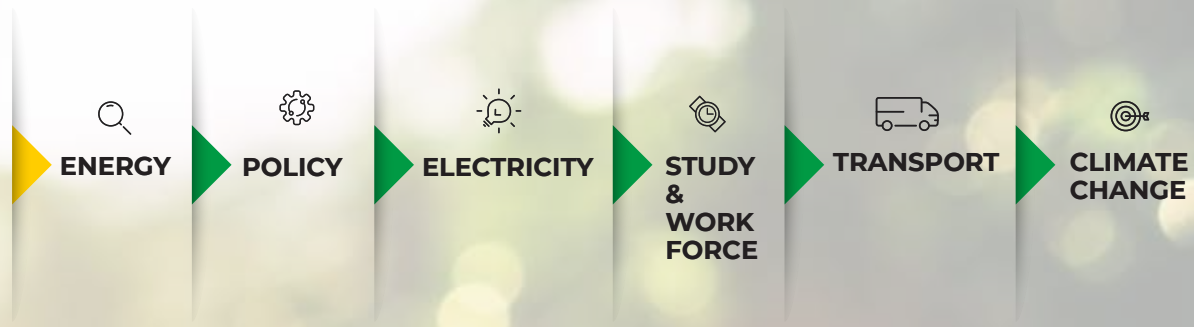 ENERGY
POLICY
ELECTRICITY
STUDY
&
WORK
FORCE
TRANSPORT
CLIMATE
CHANGE